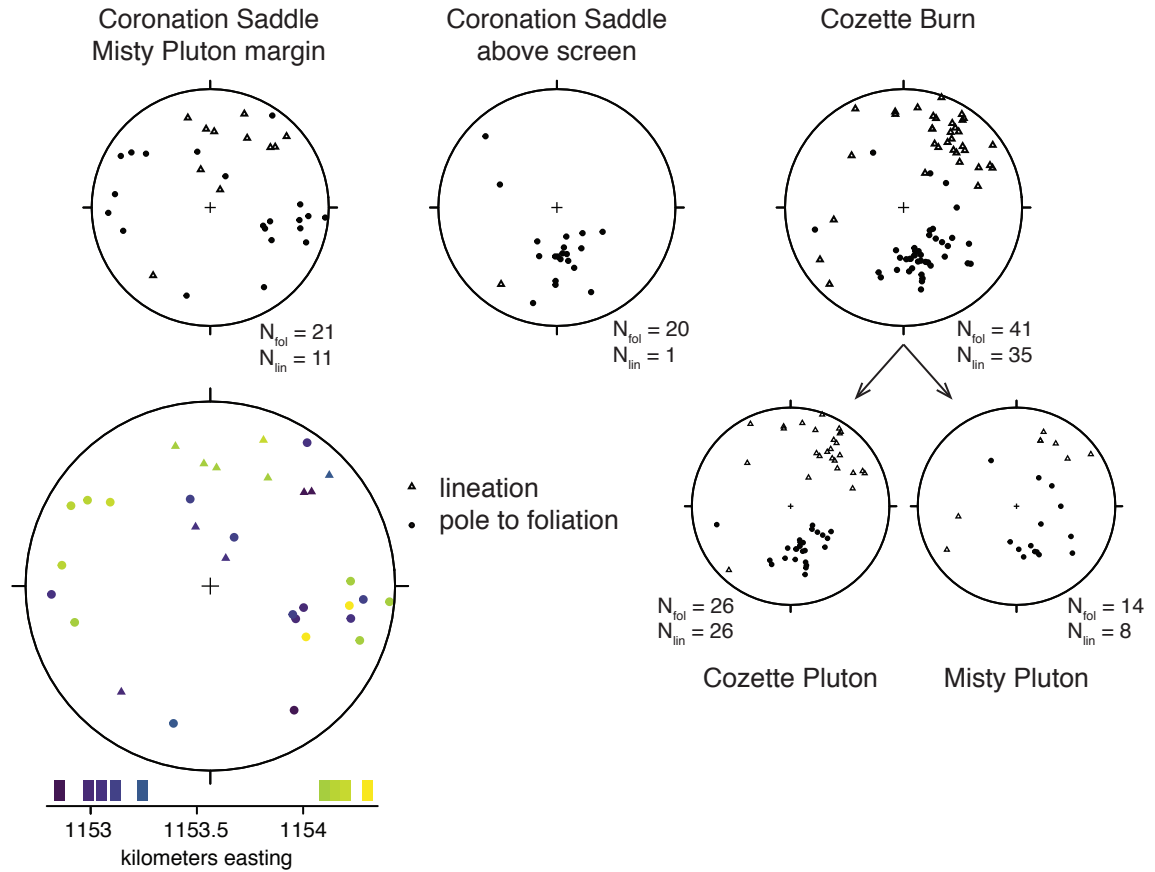 Coronation Saddle
Misty Pluton margin
Coronation Saddle
above screen
Cozette Burn
Nfol = 21
Nlin = 11
Nfol = 20
Nlin = 1
Nfol = 41
Nlin = 35
lineation
pole to foliation
Nfol = 26
Nlin = 26
Nfol = 14
Nlin = 8
Cozette Pluton
Misty Pluton
1153
1153.5
1154
kilometers easting